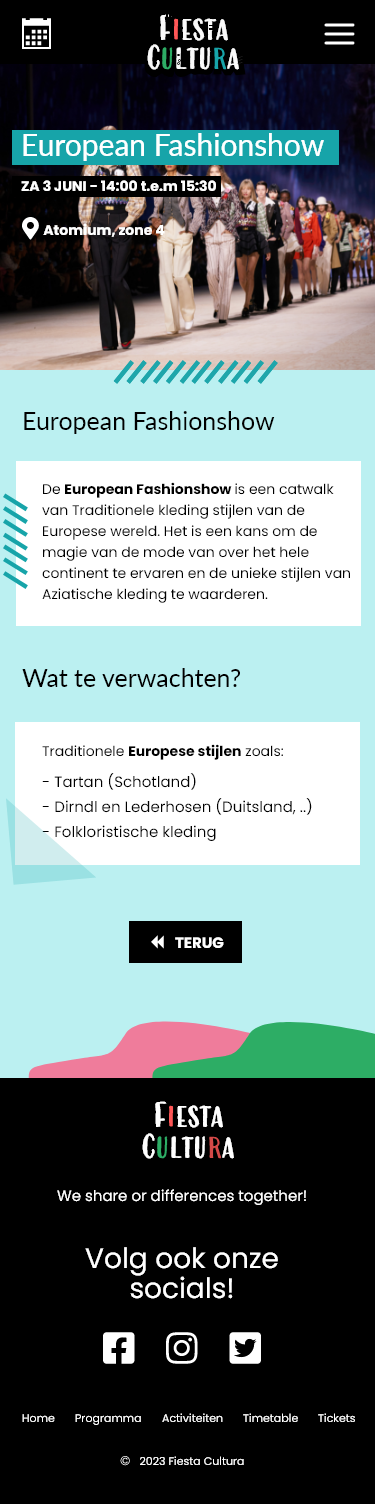 FIESTA
CULTURA
European Fashionshow
ZA 3 JUNI - 14:00 t.e.m 15:30
Atomium, zone 4
European Fashionshow
De European Fashionshow is een catwalk
van Traditionele kleding stijlen van de
Europese wereld. Het is een kans om de
magie van de mode van over het hele
continent te ervaren en de unieke stijlen van
Aziatische kleding te waarderen.
Wat te verwachten?
Traditionele Europese stijlen zoals:
- Tartan (Schotland)
- Dirndl en Lederhosen (Duitsland, ..)
- Folkloristische kleding
TERUG
FIESTA
CULTURA
We share or differences together!
Volg ook onze
socials!
Home Programma Activiteiten Timetable Tickets
© 2023 Fiesta Cultura